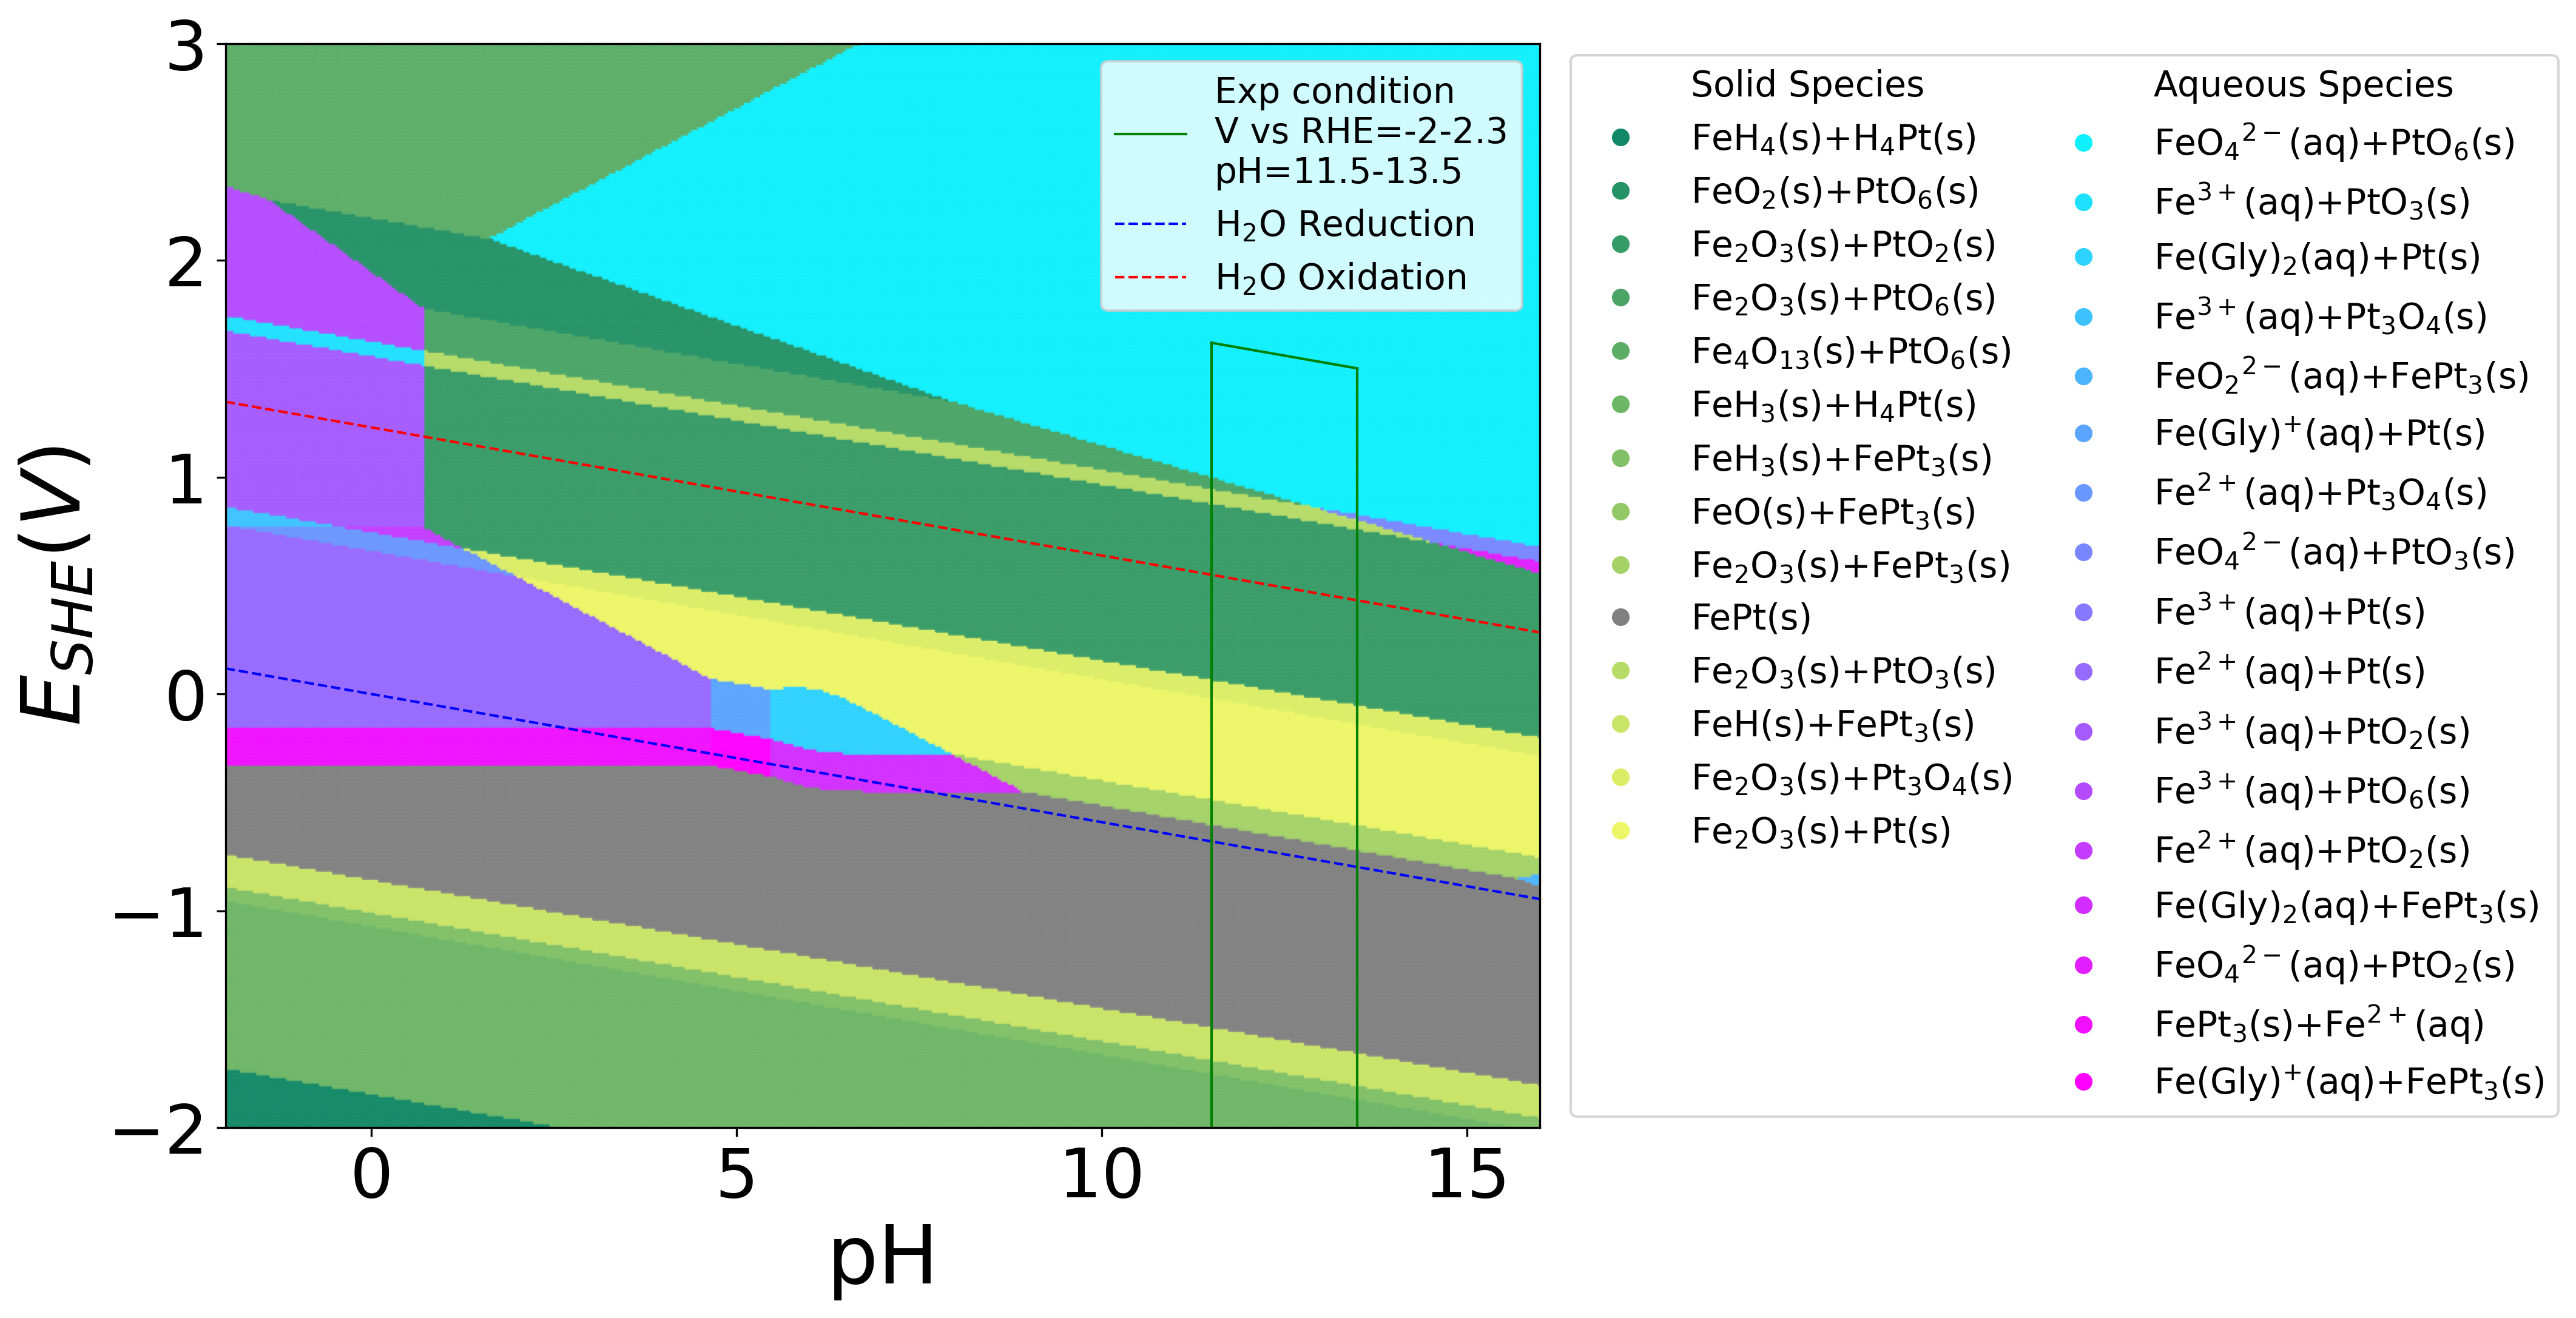 3
2
1
0
−1
−2
E_SHE(V)
0 5 10 15
pH
Exp condition
V vs RHE=-2-2.3
pH=11.5-13.5
H₂O Reduction
H₂O Oxidation
Solid Species
FeH₄(s)+H₄Pt(s)
FeO₂(s)+PtO₆(s)
Fe₂O₃(s)+PtO₂(s)
Fe₂O₃(s)+PtO₆(s)
Fe₄O₁₃(s)+PtO₆(s)
FeH₃(s)+H₄Pt(s)
FeH₃(s)+FePt₃(s)
FeO(s)+FePt₃(s)
Fe₂O₃(s)+FePt₃(s)
FePt(s)
Fe₂O₃(s)+PtO₃(s)
FeH(s)+FePt₃(s)
Fe₂O₃(s)+Pt₃O₄(s)
Fe₂O₃(s)+Pt(s)
Aqueous Species
FeO₄²⁻(aq)+PtO₆(s)
Fe³⁺(aq)+PtO₃(s)
Fe(Gly)₂(aq)+Pt(s)
Fe³⁺(aq)+Pt₃O₄(s)
FeO₂²⁻(aq)+FePt₃(s)
Fe(Gly)⁺(aq)+Pt(s)
Fe²⁺(aq)+Pt₃O₄(s)
FeO₄²⁻(aq)+PtO₃(s)
Fe³⁺(aq)+Pt(s)
Fe²⁺(aq)+Pt(s)
Fe³⁺(aq)+PtO₂(s)
Fe³⁺(aq)+PtO₆(s)
Fe²⁺(aq)+PtO₂(s)
Fe(Gly)₂(aq)+FePt₃(s)
FeO₄²⁻(aq)+PtO₂(s)
FePt₃(s)+Fe²⁺(aq)
Fe(Gly)⁺(aq)+FePt₃(s)